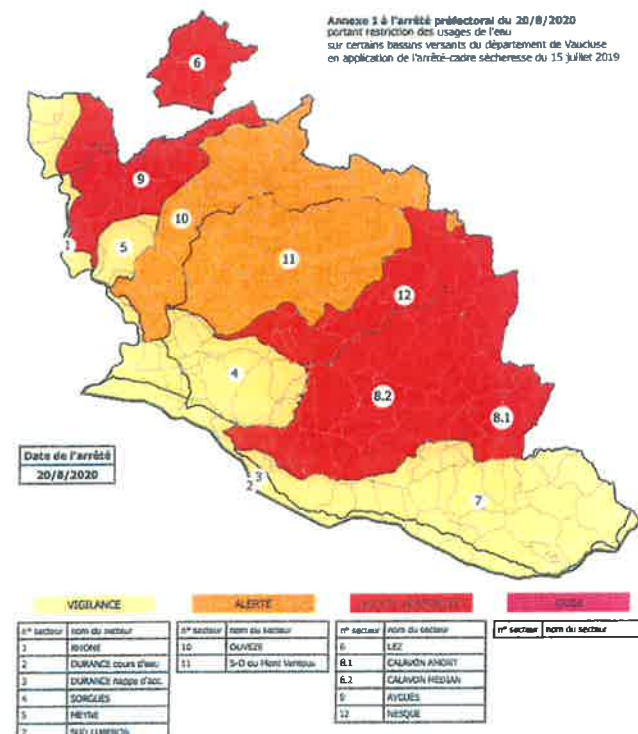 Annexe 1 à l'arrêté préfectoral du 20/8/2020
portant restriction des usages de l'eau
sur certains bassins versants du département de Vaucluse
en application de l'arrêté-cadre sécheresse du 15 juillet 2019
6
9
10
1
5
11
12
4
8.2
8.1
Date de l'arrêté
20/8/2020
3
2
7
VIGILANCE
n° secteur nom du secteur
1 RHONE
2 DURANCE cours d'eau
3 DURANCE nappe d'acc.
4 SORGUES
5 MEYNE
7 SUD LUBERON
ALERTE
n° secteur nom du secteur
10 OUVEZE
11 S-O du Mont Ventoux
n° secteur nom du secteur
6 LEZ
8.1 CALAVON AMONT
8.2 CALAVON MEDIAN
9 AYGUES
12 NESQUE
CRISE
n° secteur nom du secteur